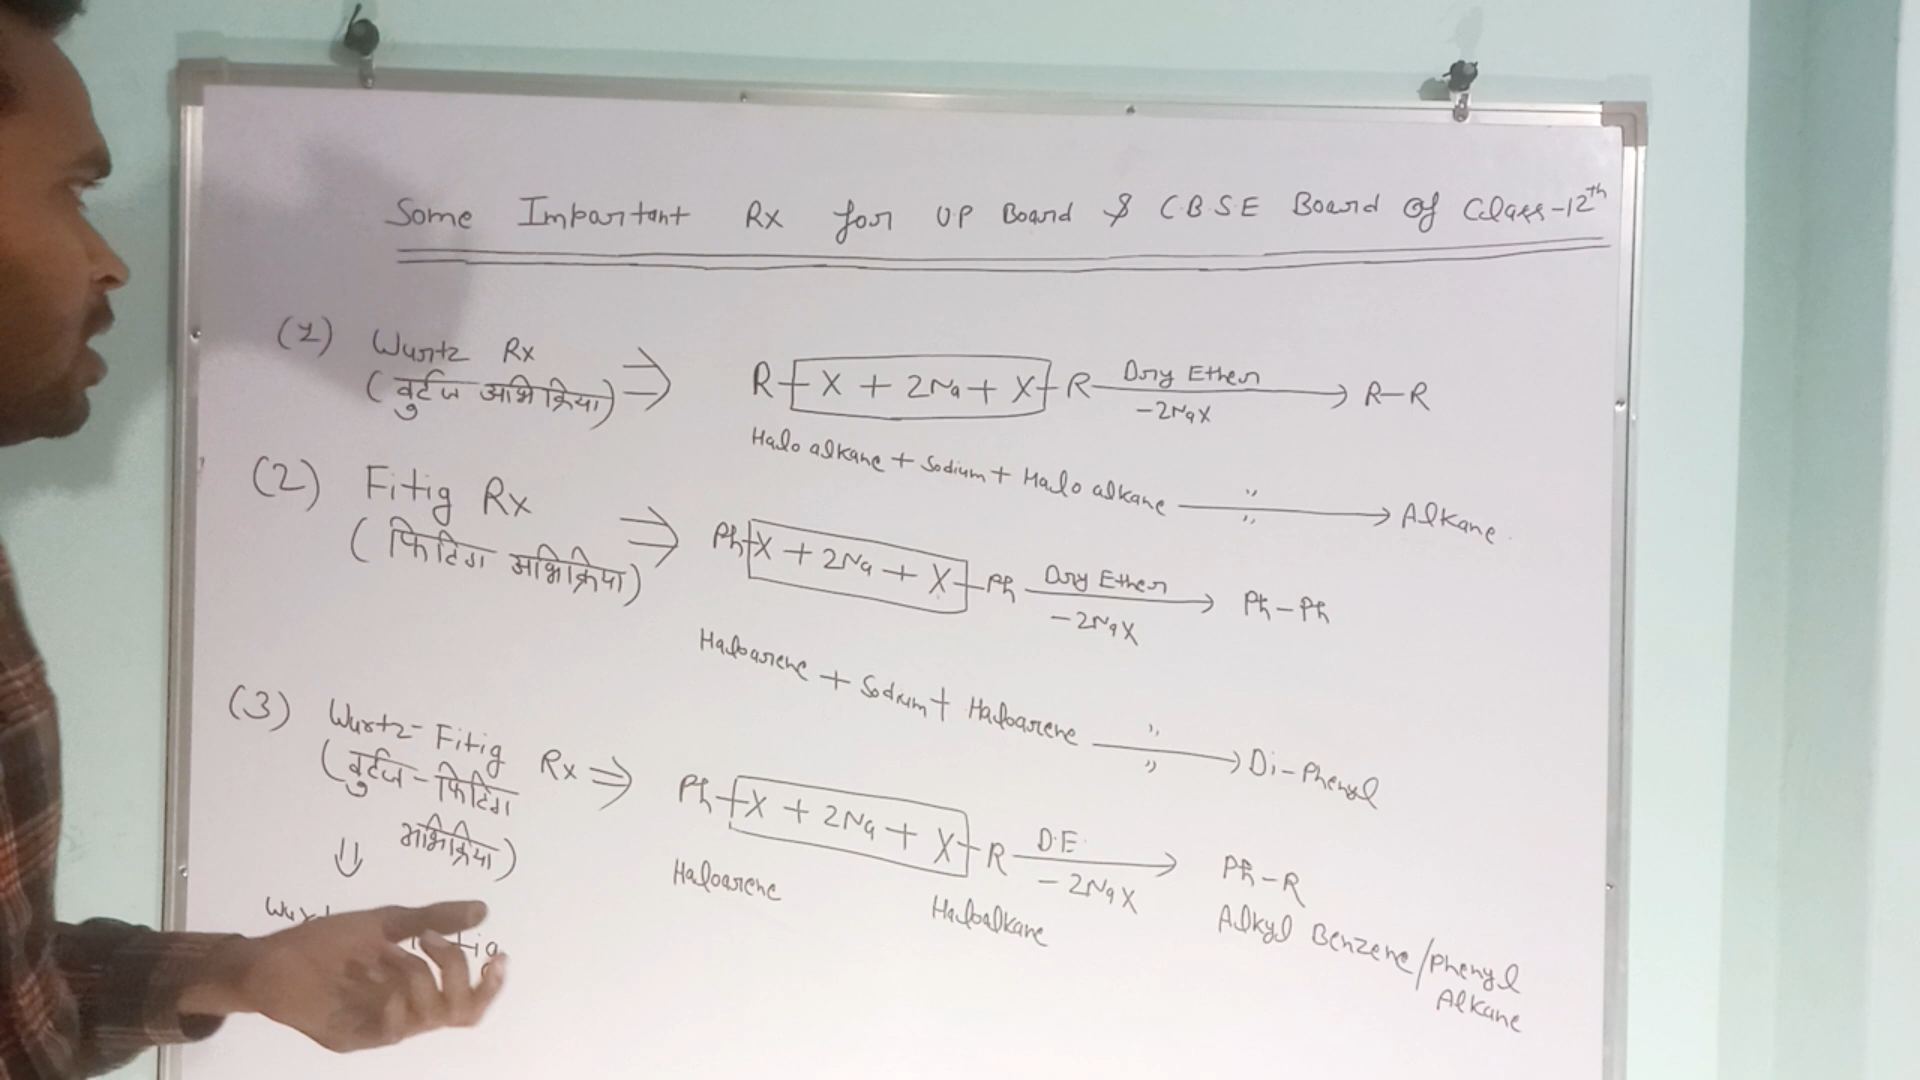 Some Important Rx for UP Board & C.B.S.E Board of Class-12th
(1) Wurtz Rx ⇒ R-X + 2Na + X-R Dry Ether → R-R
(वुर्टज अभिक्रिया) -2NaX
Halo alkane + Sodium + Halo alkane " → Alkane
"
(2) Fitig Rx ⇒ Ph-X + 2Na + X-Ph Dry Ether → Ph-Ph
(फिटिग अभिक्रिया) -2NaX
Haloarene + Sodium + Haloarene " → Di-Phenyl
"
(3) Wurtz-Fitig Rx ⇒ Ph-X + 2Na + X-R D.E. → Ph-R
(वुर्टज-फिटिग -2NaX
अभिक्रिया)
Haloarene Haloalkane Alkyl Benzene/Phenyl
Alkane
⇓